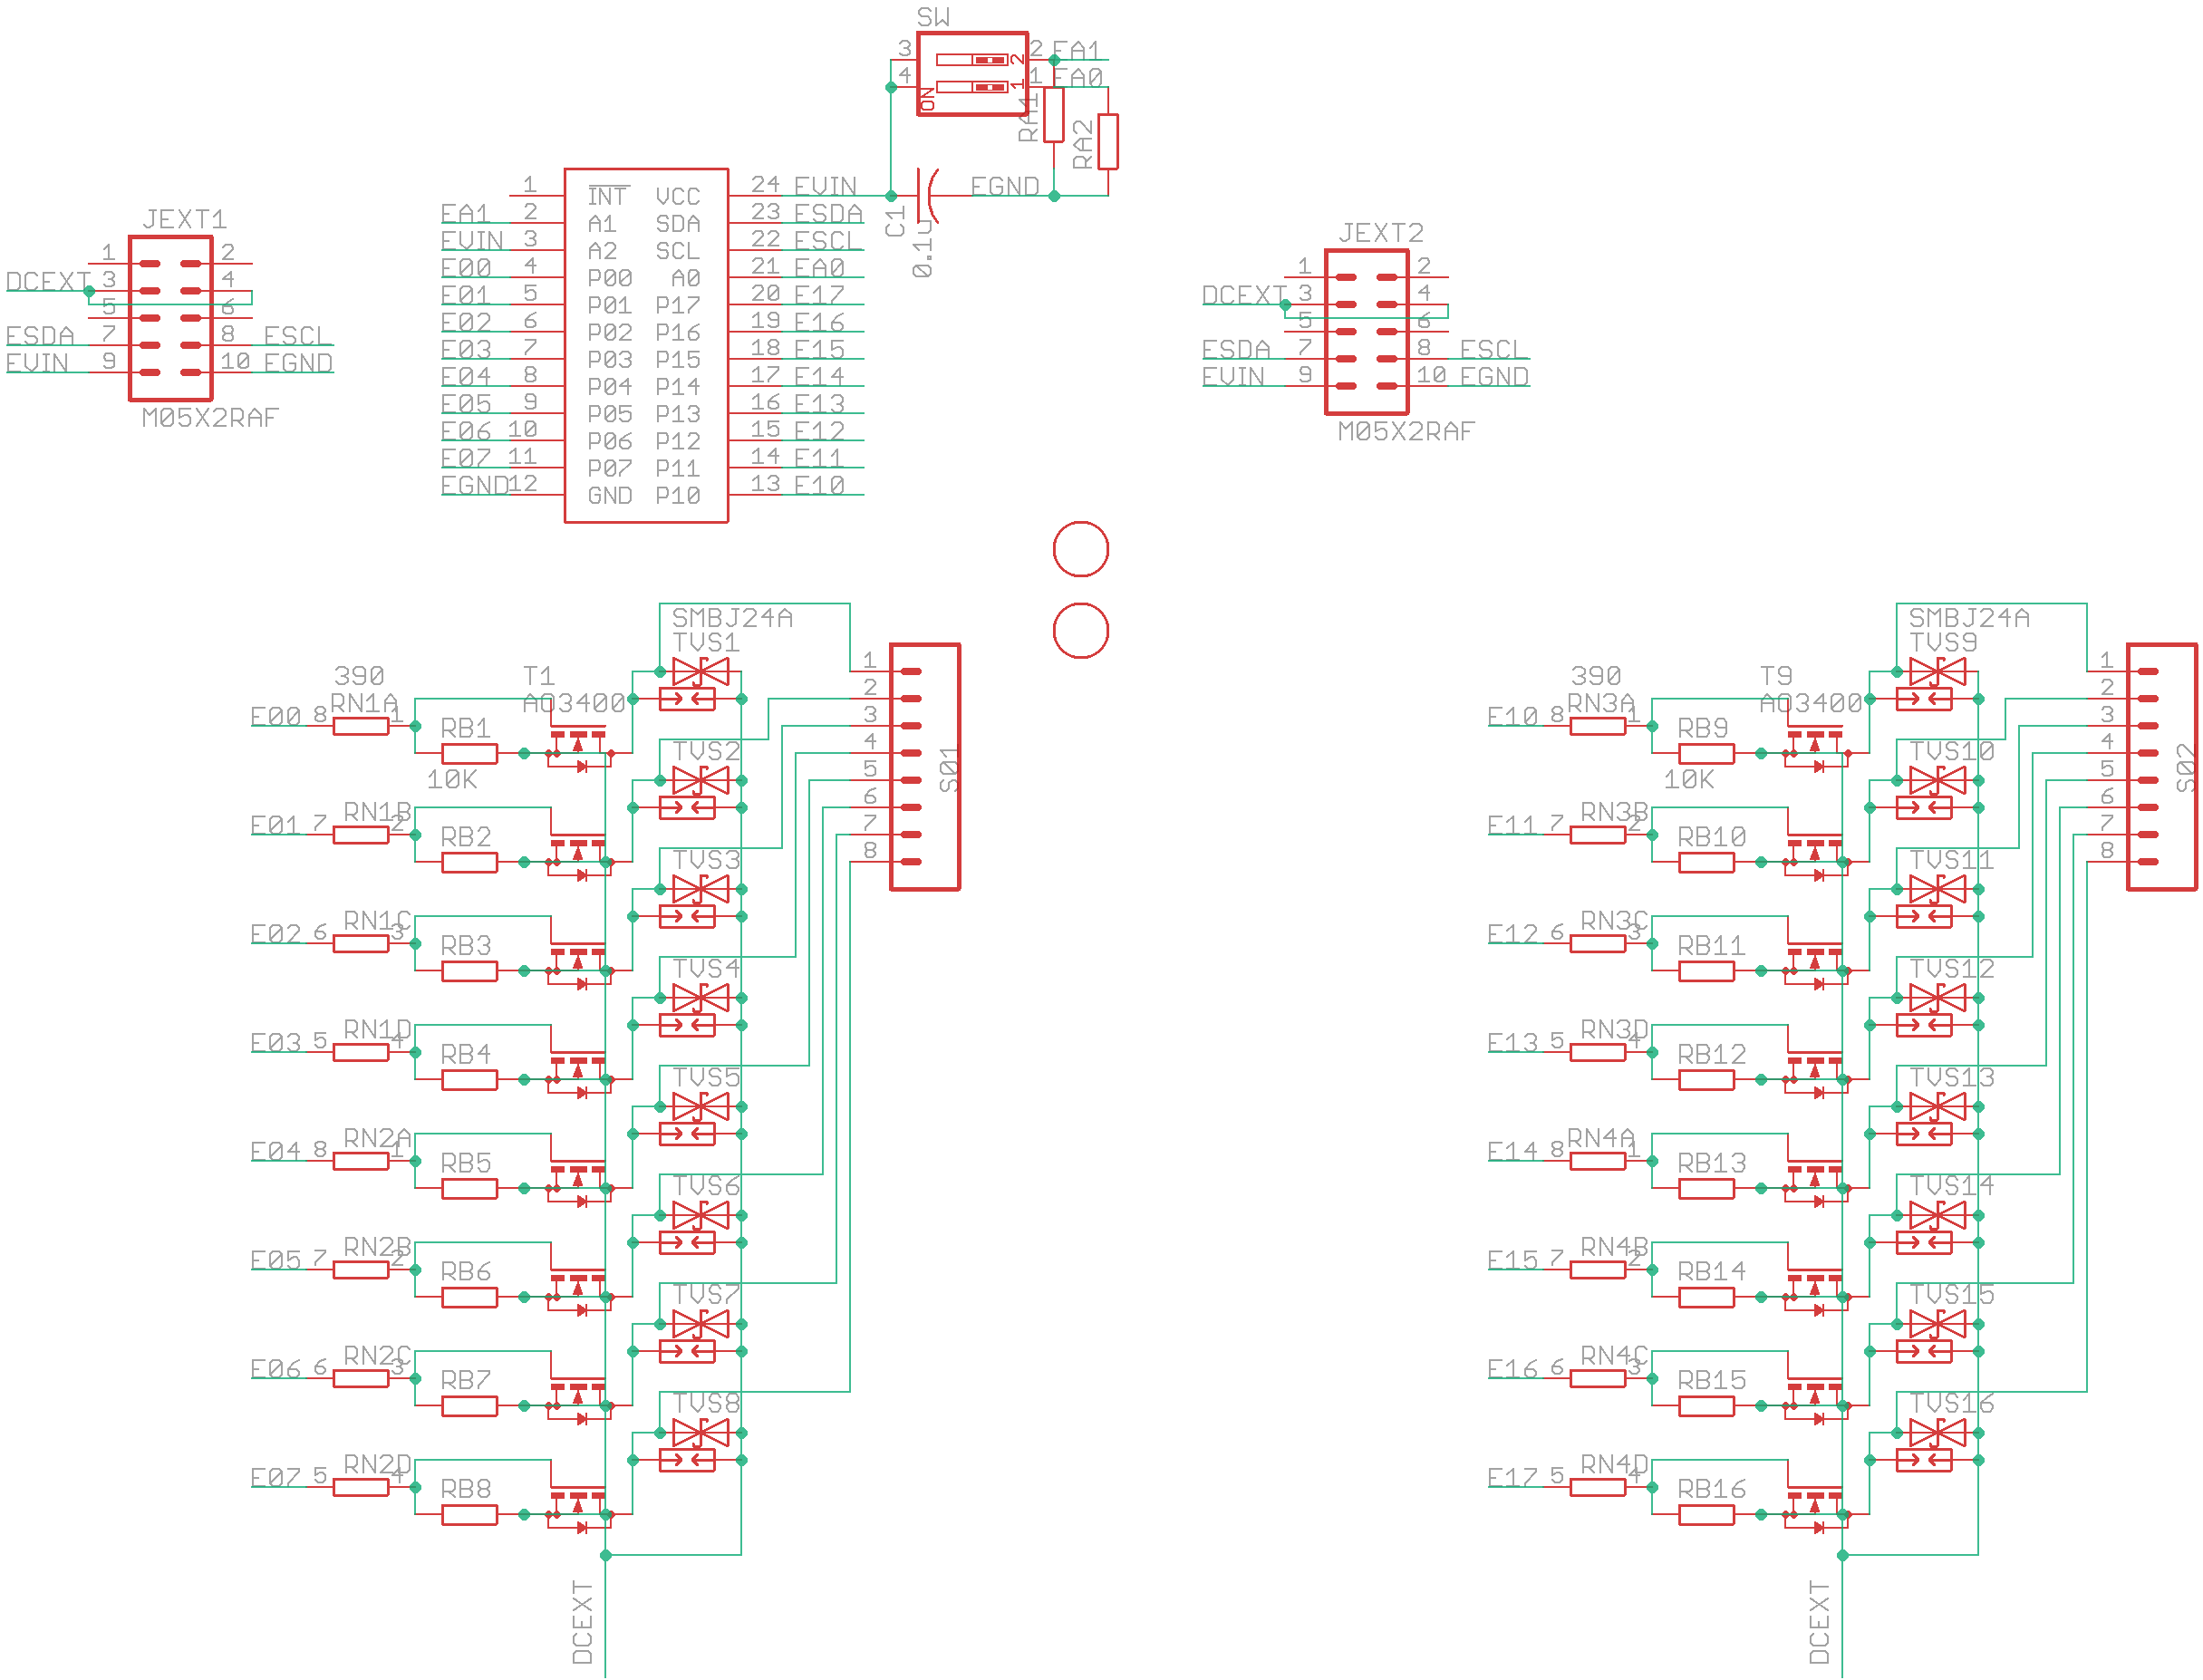 SW
3 2 EA1
4 1 EA0
2
1
ON
RA1
RA2
1 INT VCC 24 EVIN
EA1 2 A1 SDA 23 ESDA
EVIN 3 A2 SCL 22 ESCL
E00 4 P00 A0 21 EA0
E01 5 P01 P17 20 E17
E02 6 P02 P16 19 E16
E03 7 P03 P15 18 E15
E04 8 P04 P14 17 E14
E05 9 P05 P13 16 E13
E06 10 P06 P12 15 E12
E07 11 P07 P11 14 E11
EGND 12 GND P10 13 E10
EGND
C1
0.1u
JEXT1
1 2
DCEXT 3 4
5 6
ESDA 7 8 ESCL
EVIN 9 10 EGND
M05X2RAF
JEXT2
1 2
DCEXT 3 4
5 6
ESDA 7 8 ESCL
EVIN 9 10 EGND
M05X2RAF
SMBJ24A
TVS1
390
RN1A
T1
AO3400
E00 8 1
RB1
10K
TVS2
RN1B
E01 7 2
RB2
TVS3
RN1C
E02 6 3
RB3
TVS4
RN1D
E03 5 4
RB4
TVS5
RN2A
E04 8 1
RB5
TVS6
RN2B
E05 7 2
RB6
TVS7
RN2C
E06 6 3
RB7
TVS8
RN2D
E07 5 4
RB8
DCEXT
1
2
3
4
5
6
7
8
S01
SMBJ24A
TVS9
390
RN3A
T9
AO3400
E10 8 1
RB9
10K
TVS10
RN3B
E11 7 2
RB10
TVS11
RN3C
E12 6 3
RB11
TVS12
RN3D
E13 5 4
RB12
TVS13
RN4A
E14 8 1
RB13
TVS14
RN4B
E15 7 2
RB14
TVS15
RN4C
E16 6 3
RB15
TVS16
RN4D
E17 5 4
RB16
DCEXT
1
2
3
4
5
6
7
8
S02